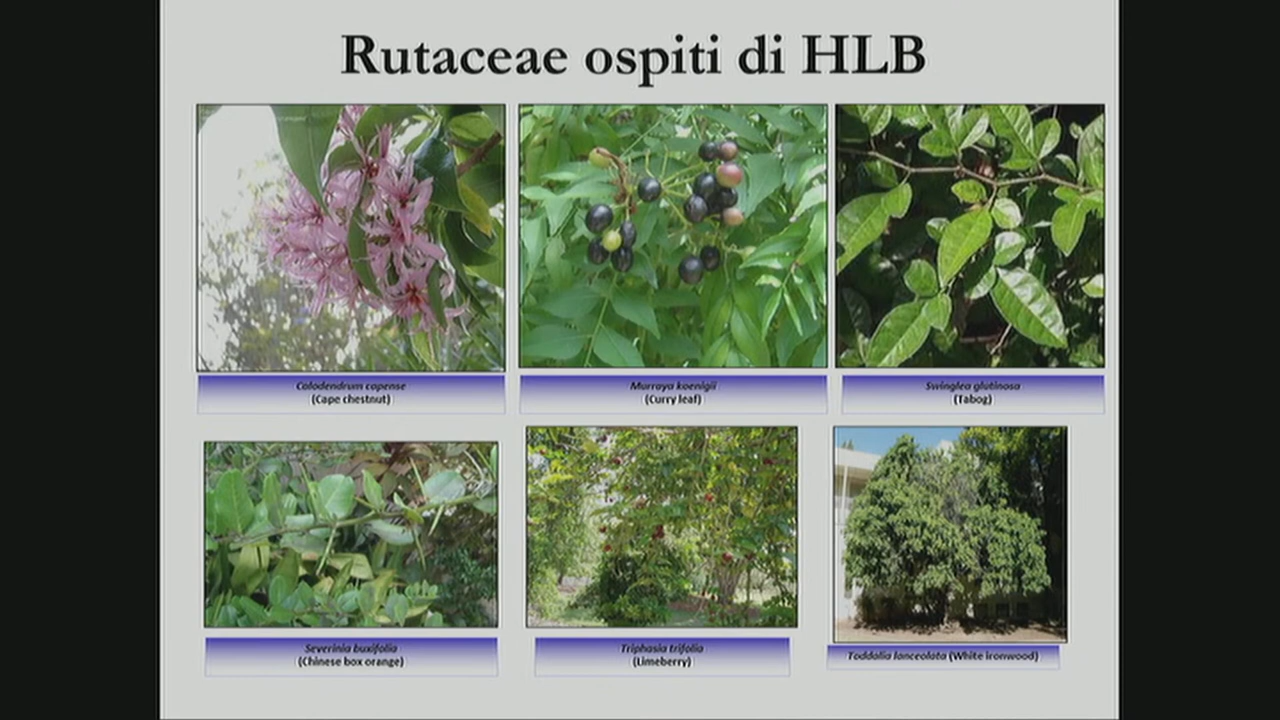 Rutaceae ospiti di HLB
Calodendrum capense
(Cape chestnut)
Murraya koenigii
(Curry leaf)
Swinglea glutinosa
(Tabog)
Severinia buxifolia
(Chinese box orange)
Triphasia trifolia
(Limeberry)
Toddalia lanceolata (White ironwood)